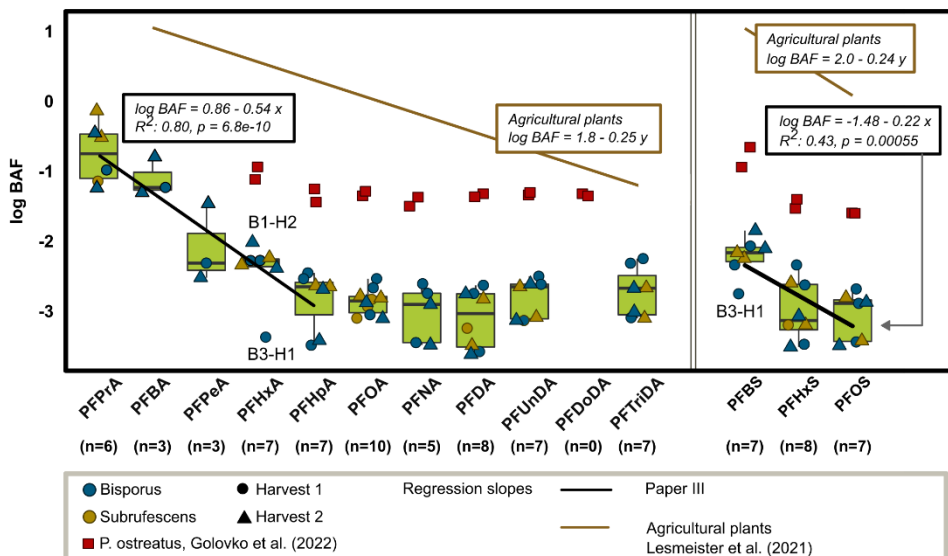 1
0
-1
-2
-3
log BAF
log BAF = 0.86 - 0.54 x
R²: 0.80, p = 6.8e-10
Agricultural plants
log BAF = 1.8 - 0.25 y
Agricultural plants
log BAF = 2.0 - 0.24 y
log BAF = -1.48 - 0.22 x
R²: 0.43, p = 0.00055
B1-H2
B3-H1
B3-H1
PFPrA
PFBA
PFPeA
PFHxA
PFHpA
PFOA
PFNA
PFDA
PFUnDA
PFDoDA
PFTriDA
PFBS
PFHxS
PFOS
(n=6) (n=3) (n=3) (n=7) (n=7) (n=10) (n=5) (n=8) (n=7) (n=0) (n=7) (n=7) (n=8) (n=7)
Bisporus Harvest 1 Regression slopes Paper III
Subrufescens Harvest 2
Agricultural plants
P. ostreatus, Golovko et al. (2022) Lesmeister et al. (2021)